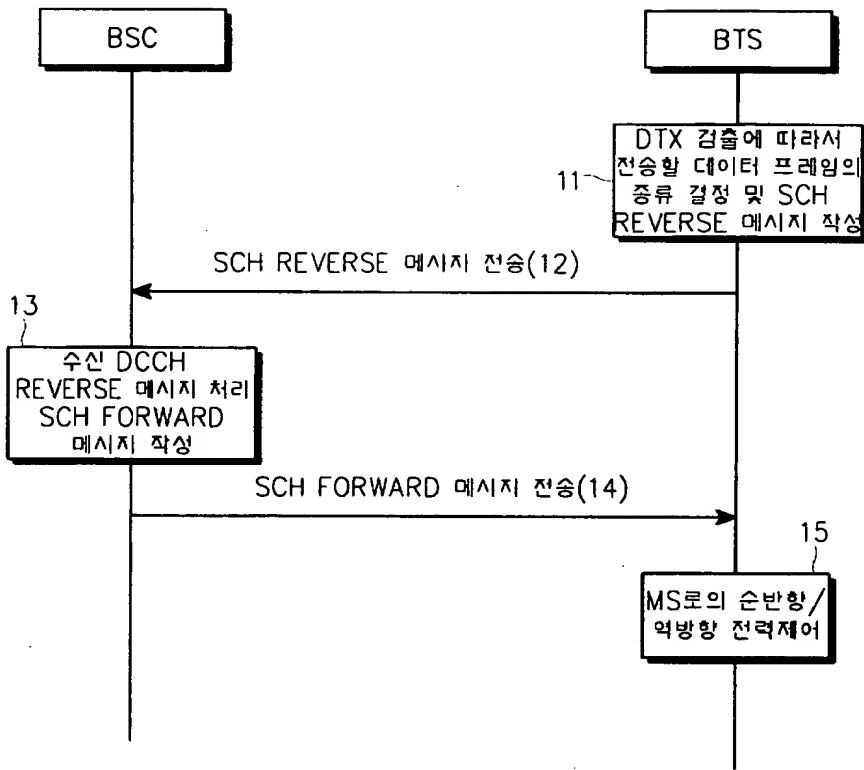 BSC
BTS
DTX 검출에 따라서
전송할 데이터 프레임의
종류 결정 및 SCH
REVERSE 메시지 작성
11
SCH REVERSE 메시지 전송(12)
13
수신 DCCH
REVERSE 메시지 처리
SCH FORWARD
메시지 작성
SCH FORWARD 메시지 전송(14)
15
MS로의 순반향/
역방향 전력제어